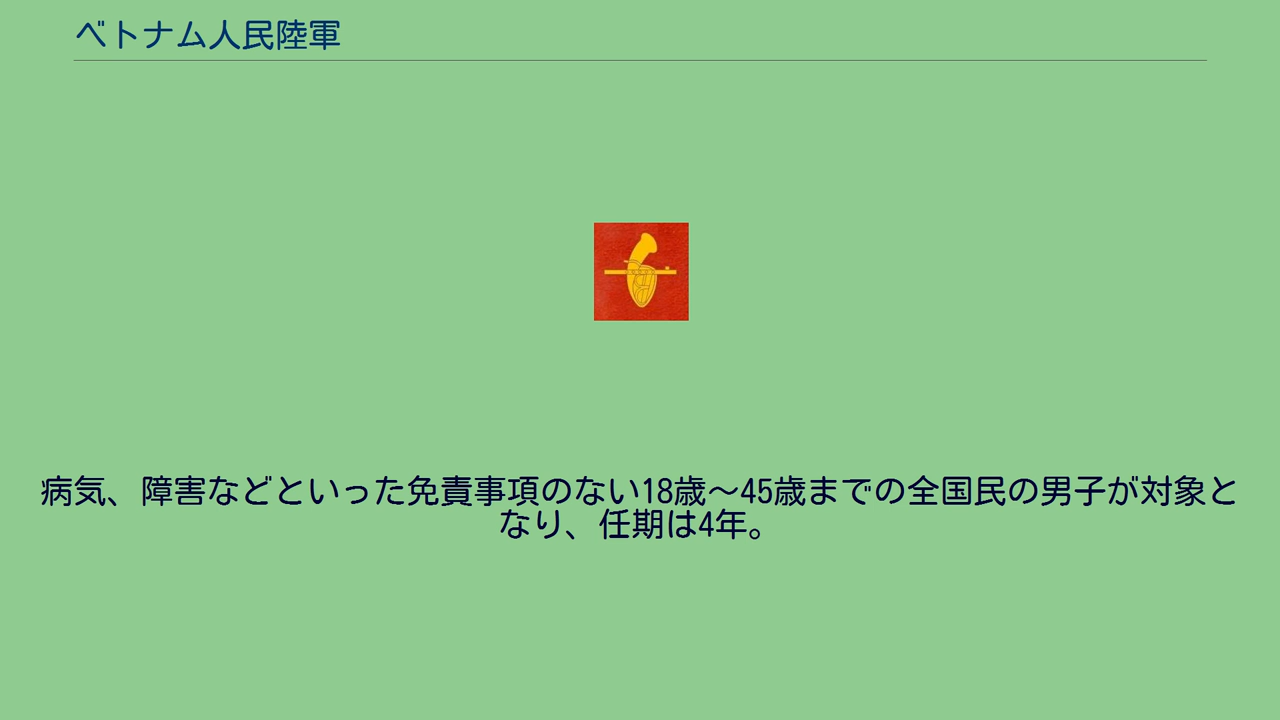 ベトナム人民陸軍
病気、障害などといった免責事項のない18歳〜45歳までの全国民の男子が対象と
なり、任期は4年。